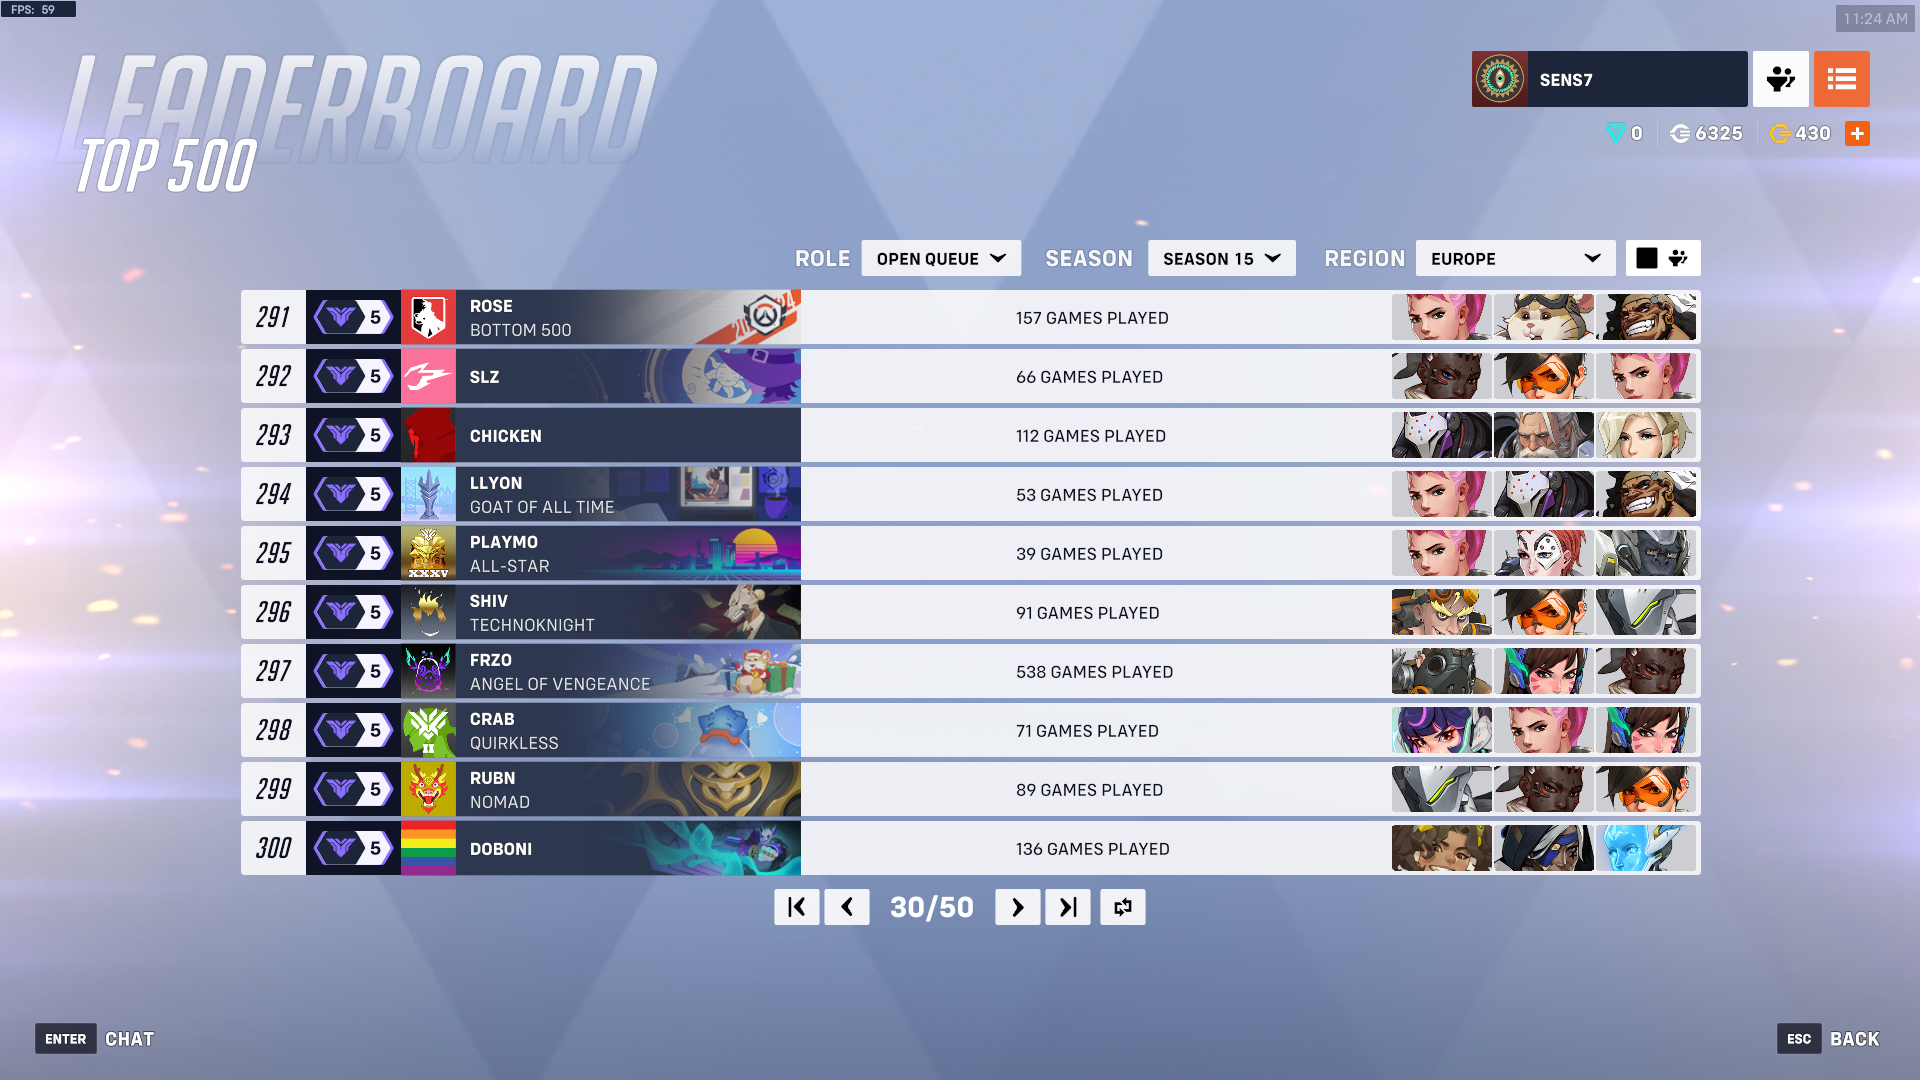 FPS: 59
11:24 AM
LEADERBOARD
TOP 500
SENS7
0
6325
430
ROLE
OPEN QUEUE
SEASON
SEASON 15
REGION
EUROPE
291
5
ROSE
BOTTOM 500
2024
157 GAMES PLAYED
292
5
SLZ
66 GAMES PLAYED
293
5
CHICKEN
112 GAMES PLAYED
294
5
LLYON
GOAT OF ALL TIME
53 GAMES PLAYED
295
5
XXXV
PLAYMO
ALL-STAR
39 GAMES PLAYED
296
5
SHIV
TECHNOKNIGHT
91 GAMES PLAYED
297
5
FRZO
ANGEL OF VENGEANCE
538 GAMES PLAYED
298
5
II
CRAB
QUIRKLESS
71 GAMES PLAYED
299
5
RUBN
NOMAD
89 GAMES PLAYED
300
5
DOBONI
136 GAMES PLAYED
30/50
ENTER CHAT
ESC BACK